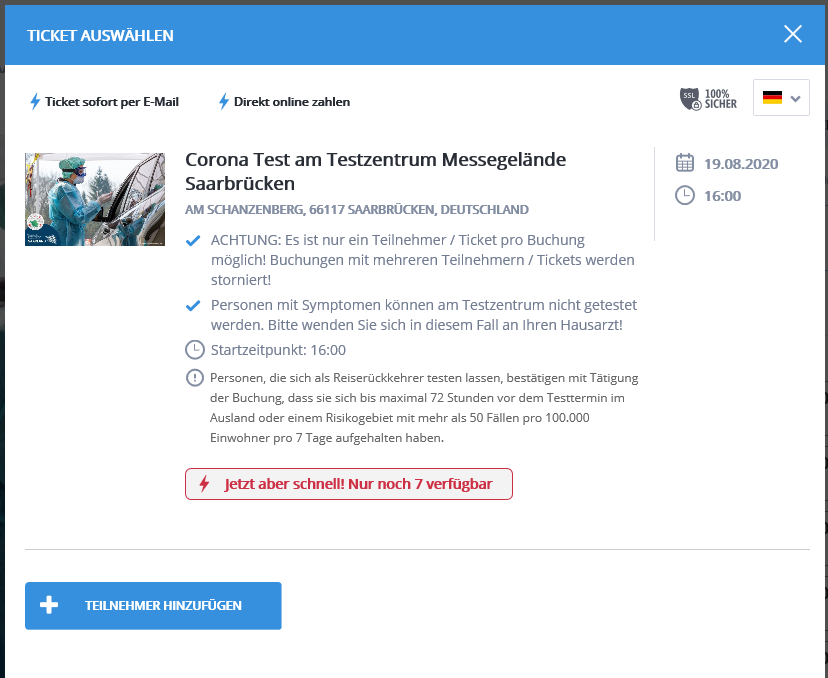 TICKET AUSWÄHLEN
Ticket sofort per E-Mail
Direkt online zahlen
SSL
100%
SICHER
Corona Test am Testzentrum Messegelände
Saarbrücken
AM SCHANZENBERG, 66117 SAARBRÜCKEN, DEUTSCHLAND
19.08.2020
16:00
ACHTUNG: Es ist nur ein Teilnehmer / Ticket pro Buchung
möglich! Buchungen mit mehreren Teilnehmern / Tickets werden
storniert!
Personen mit Symptomen können am Testzentrum nicht getestet
werden. Bitte wenden Sie sich in diesem Fall an Ihren Hausarzt!
Startzeitpunkt: 16:00
Personen, die sich als Reiserückkehrer testen lassen, bestätigen mit Tätigung
der Buchung, dass sie sich bis maximal 72 Stunden vor dem Testtermin im
Ausland oder einem Risikogebiet mit mehr als 50 Fällen pro 100.000
Einwohner pro 7 Tage aufgehalten haben.
Jetzt aber schnell! Nur noch 7 verfügbar
TEILNEHMER HINZUFÜGEN